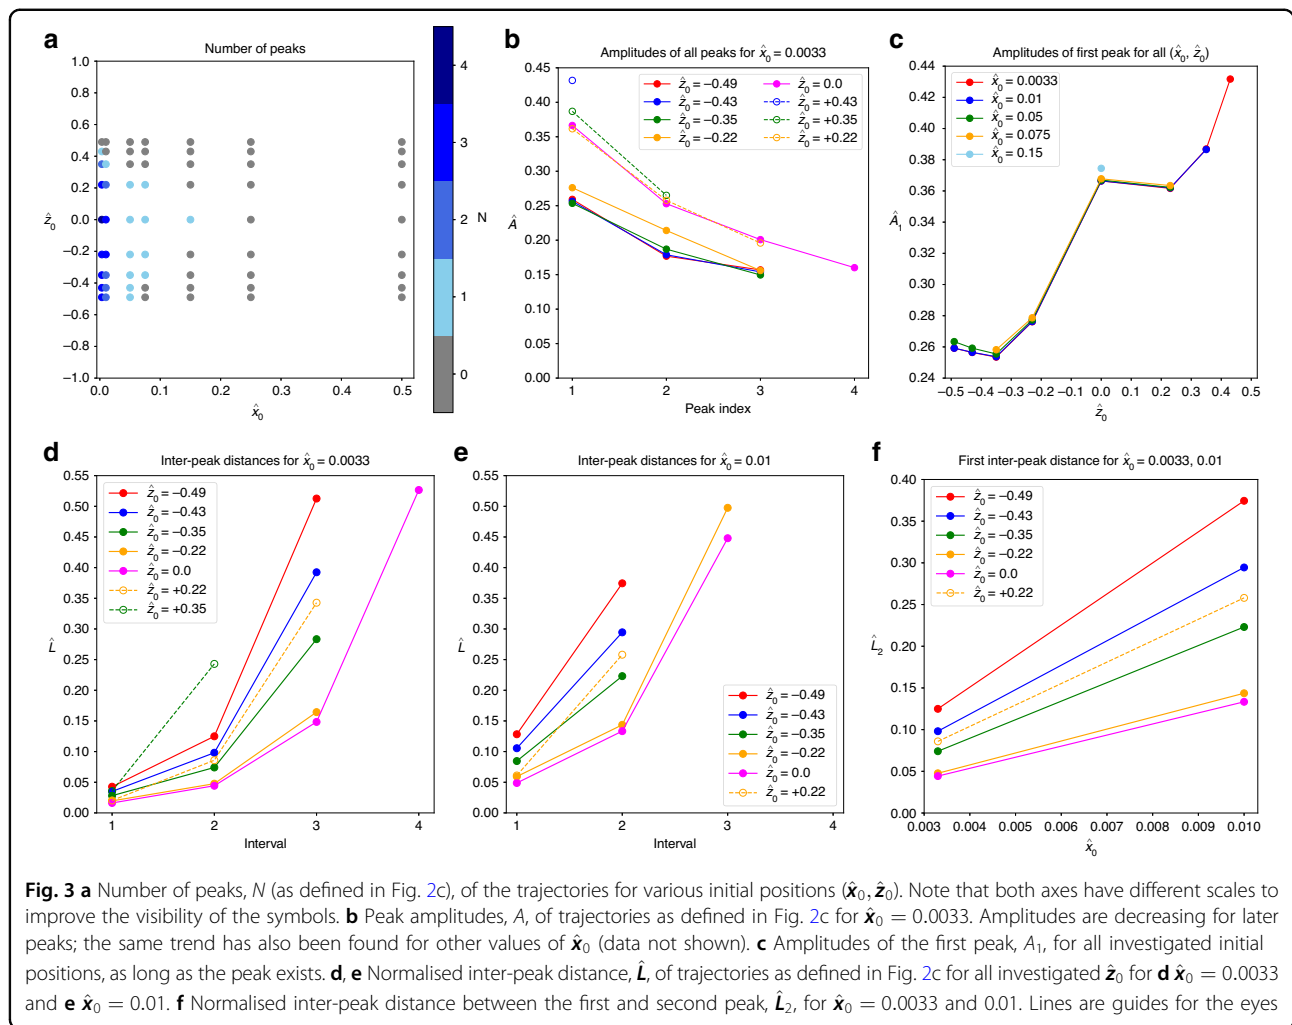 a
Number of peaks
1.0
0.8
0.6
0.4
0.2
0.0
−0.2
−0.4
−0.6
−0.8
−1.0
ẑ₀
0.0 0.1 0.2 0.3 0.4 0.5
x̂₀
4
3
2
1
0
N
b
Amplitudes of all peaks for x̂₀ = 0.0033
0.45
0.40
0.35
0.30
0.25
0.20
0.15
0.10
0.05
0.00
Â
ẑ₀ = −0.49
ẑ₀ = −0.43
ẑ₀ = −0.35
ẑ₀ = −0.22
ẑ₀ = 0.0
ẑ₀ = +0.43
ẑ₀ = +0.35
ẑ₀ = +0.22
1 2 3 4
Peak index
c
Amplitudes of first peak for all (x̂₀, ẑ₀)
0.44
0.42
0.40
0.38
0.36
0.34
0.32
0.30
0.28
0.26
0.24
Â₁
x̂₀ = 0.0033
x̂₀ = 0.01
x̂₀ = 0.05
x̂₀ = 0.075
x̂₀ = 0.15
−0.5 −0.4 −0.3 −0.2 −0.1 0.0 0.1 0.2 0.3 0.4 0.5
ẑ₀
d
Inter-peak distances for x̂₀ = 0.0033
0.55
0.50
0.45
0.40
0.35
0.30
0.25
0.20
0.15
0.10
0.05
0.00
L̂
ẑ₀ = −0.49
ẑ₀ = −0.43
ẑ₀ = −0.35
ẑ₀ = −0.22
ẑ₀ = 0.0
ẑ₀ = +0.22
ẑ₀ = +0.35
1 2 3 4
Interval
e
Inter-peak distances for x̂₀ = 0.01
0.55
0.50
0.45
0.40
0.35
0.30
0.25
0.20
0.15
0.10
0.05
0.00
L̂
ẑ₀ = −0.49
ẑ₀ = −0.43
ẑ₀ = −0.35
ẑ₀ = −0.22
ẑ₀ = 0.0
ẑ₀ = +0.22
1 2 3 4
Interval
f
First inter-peak distance for x̂₀ = 0.0033, 0.01
0.40
0.35
0.30
0.25
0.20
0.15
0.10
0.05
0.00
L̂₂
ẑ₀ = −0.49
ẑ₀ = −0.43
ẑ₀ = −0.35
ẑ₀ = −0.22
ẑ₀ = 0.0
ẑ₀ = +0.22
0.003 0.004 0.005 0.006 0.007 0.008 0.009 0.010
x̂₀
Fig. 3 a Number of peaks, N (as defined in Fig. 2c), of the trajectories for various initial positions (x̂₀, ẑ₀). Note that both axes have different scales to
improve the visibility of the symbols. b Peak amplitudes, A, of trajectories as defined in Fig. 2c for x̂₀ = 0.0033. Amplitudes are decreasing for later
peaks; the same trend has also been found for other values of x̂₀ (data not shown). c Amplitudes of the first peak, A₁, for all investigated initial
positions, as long as the peak exists. d, e Normalised inter-peak distance, L̂, of trajectories as defined in Fig. 2c for all investigated ẑ₀ for d x̂₀ = 0.0033
and e x̂₀ = 0.01. f Normalised inter-peak distance between the first and second peak, L̂₂, for x̂₀ = 0.0033 and 0.01. Lines are guides for the eyes